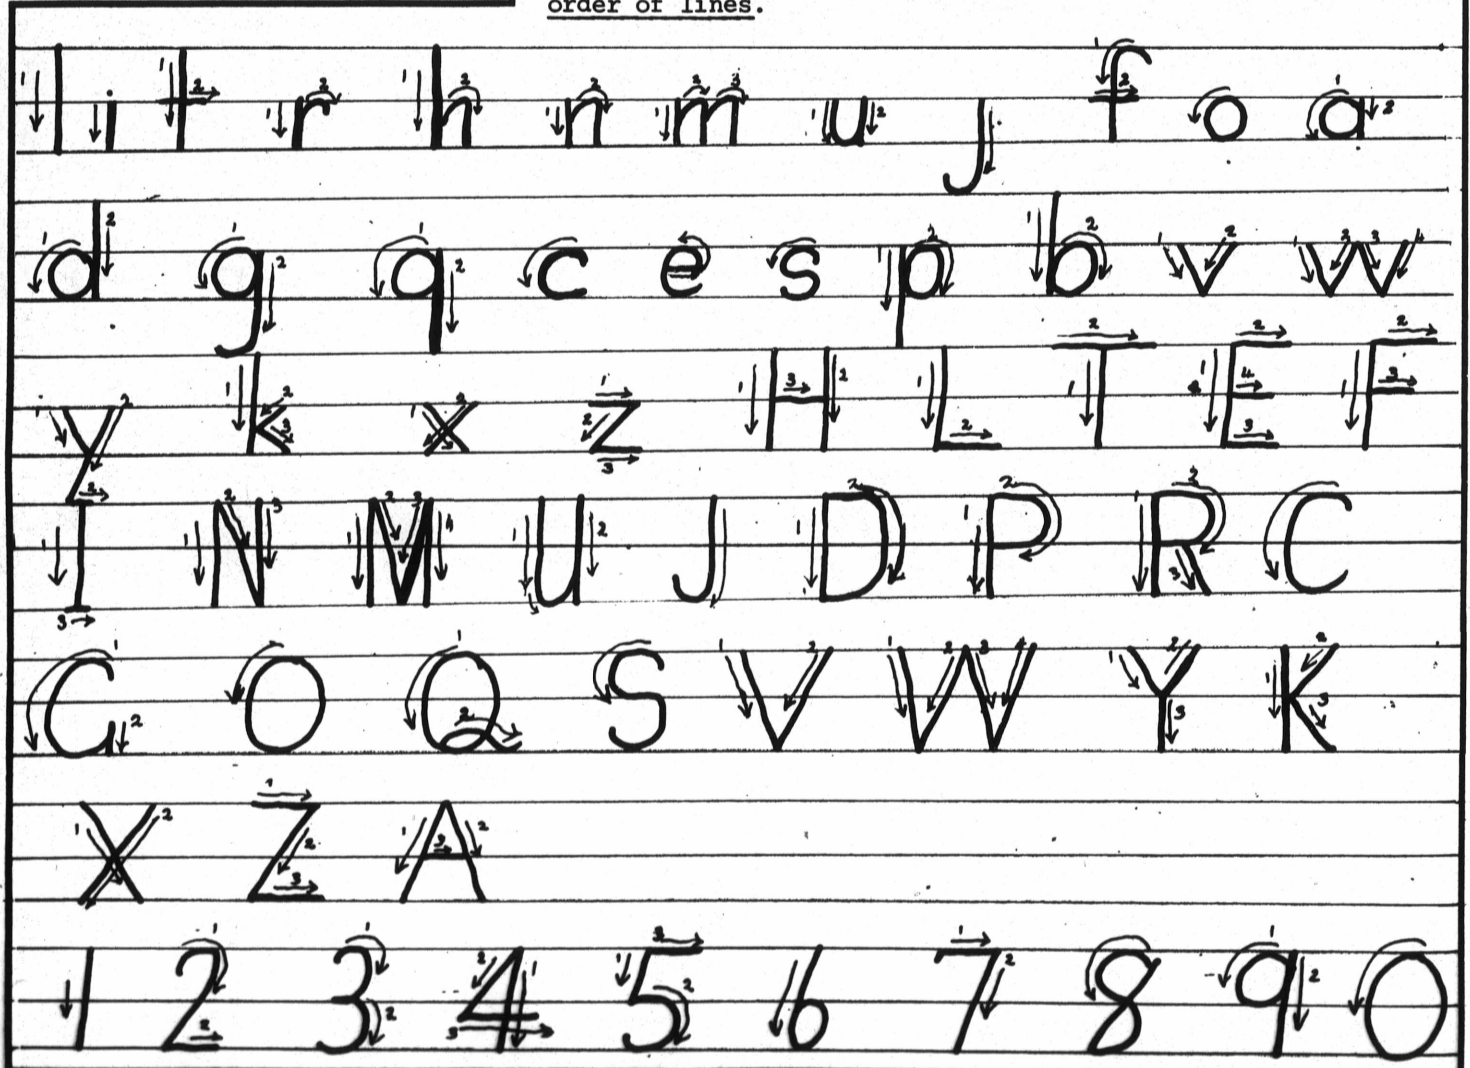 order of lines.
l i t r h n m u j f o a
d g q c e s p b v w
y k x z H L T E F
I N M U J D P R C
G O Q S V W Y K
X Z A
1 2 3 4 5 6 7 8 9 0